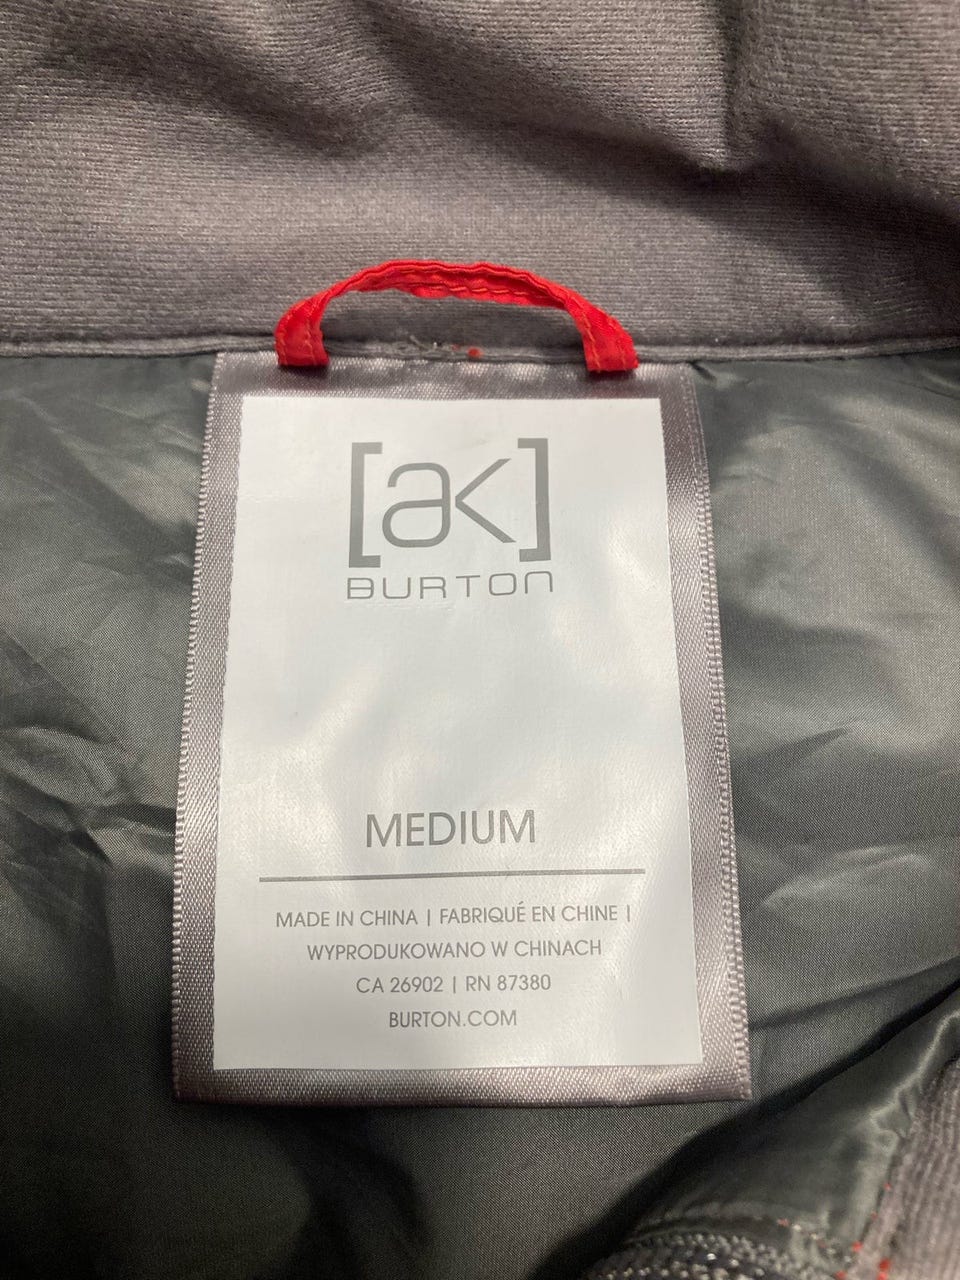 [ak]
BURTON
MEDIUM
MADE IN CHINA | FABRIQUÉ EN CHINE |
WYPRODUKOWANO W CHINACH
CA 26902 | RN 87380
BURTON.COM